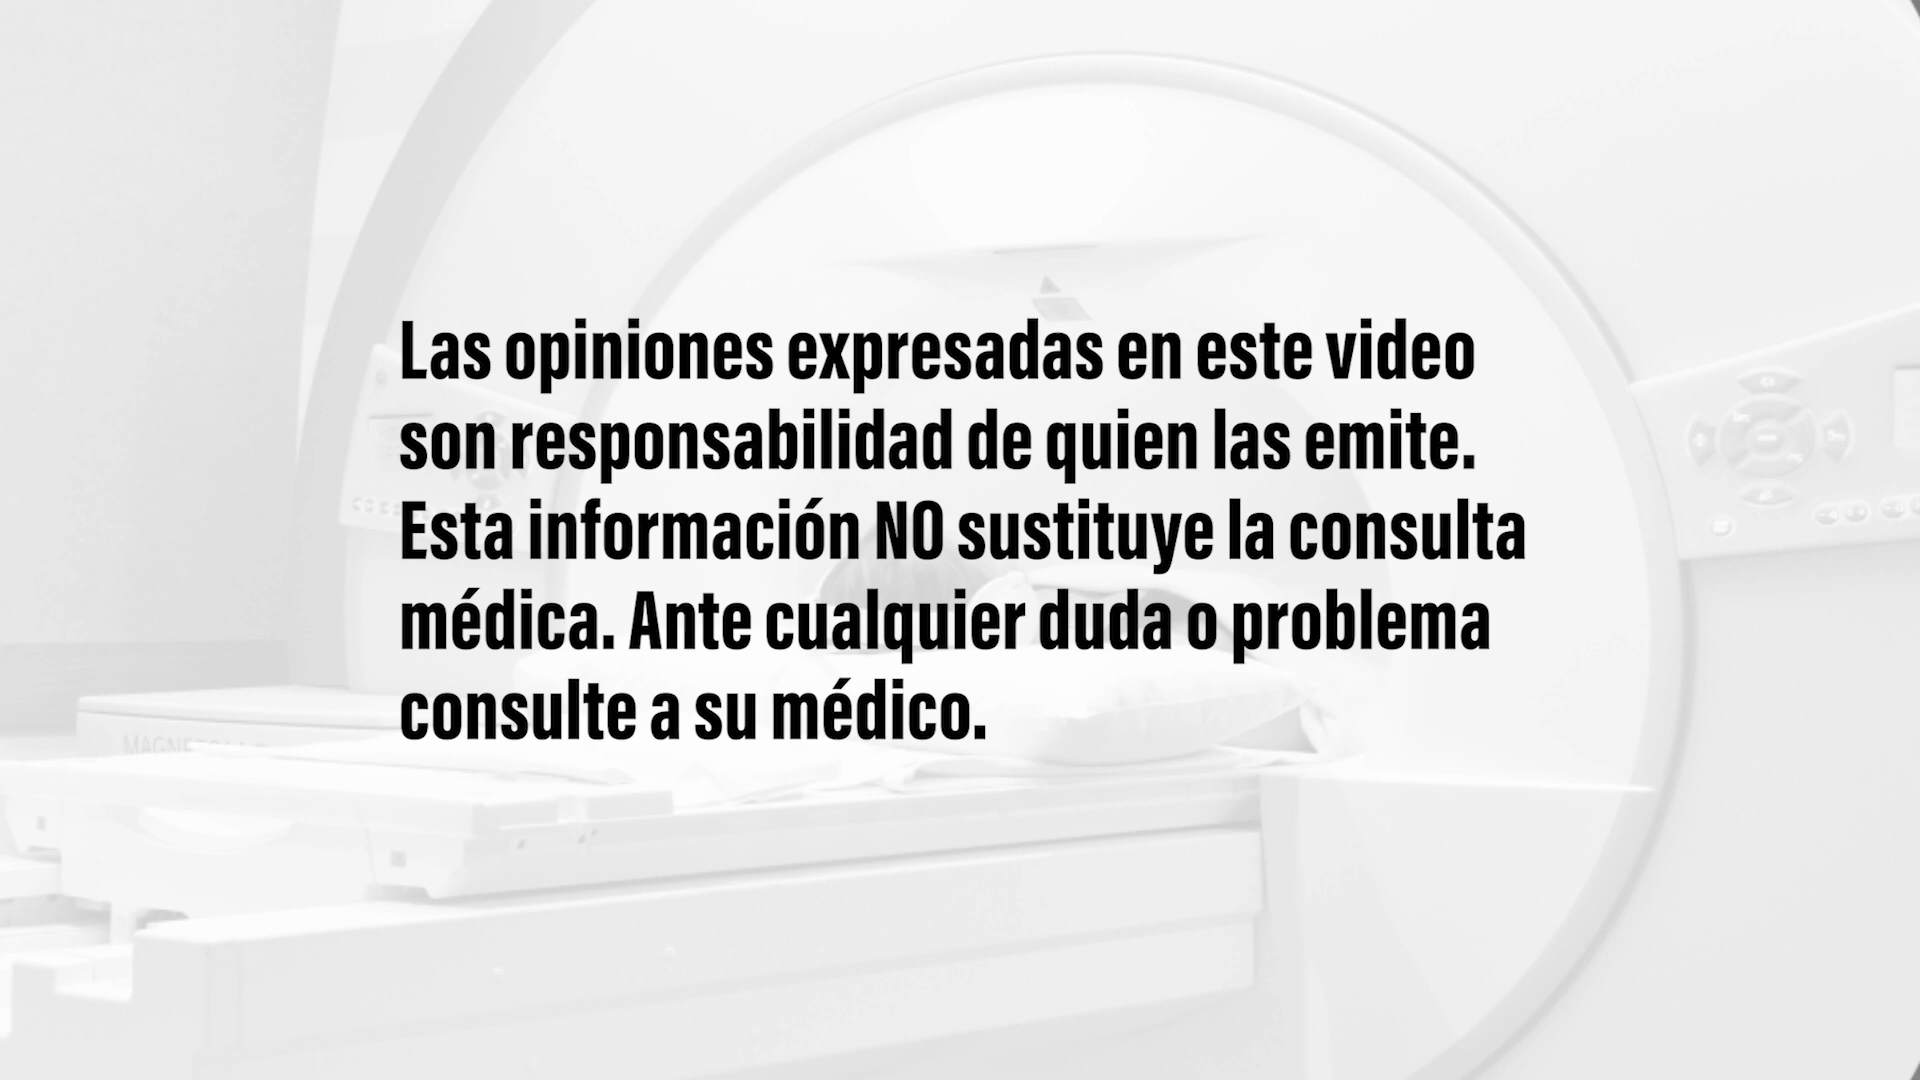 Las opiniones expresadas en este video
son responsabilidad de quien las emite.
Esta información NO sustituye la consulta
médica. Ante cualquier duda o problema
consulte a su médico.